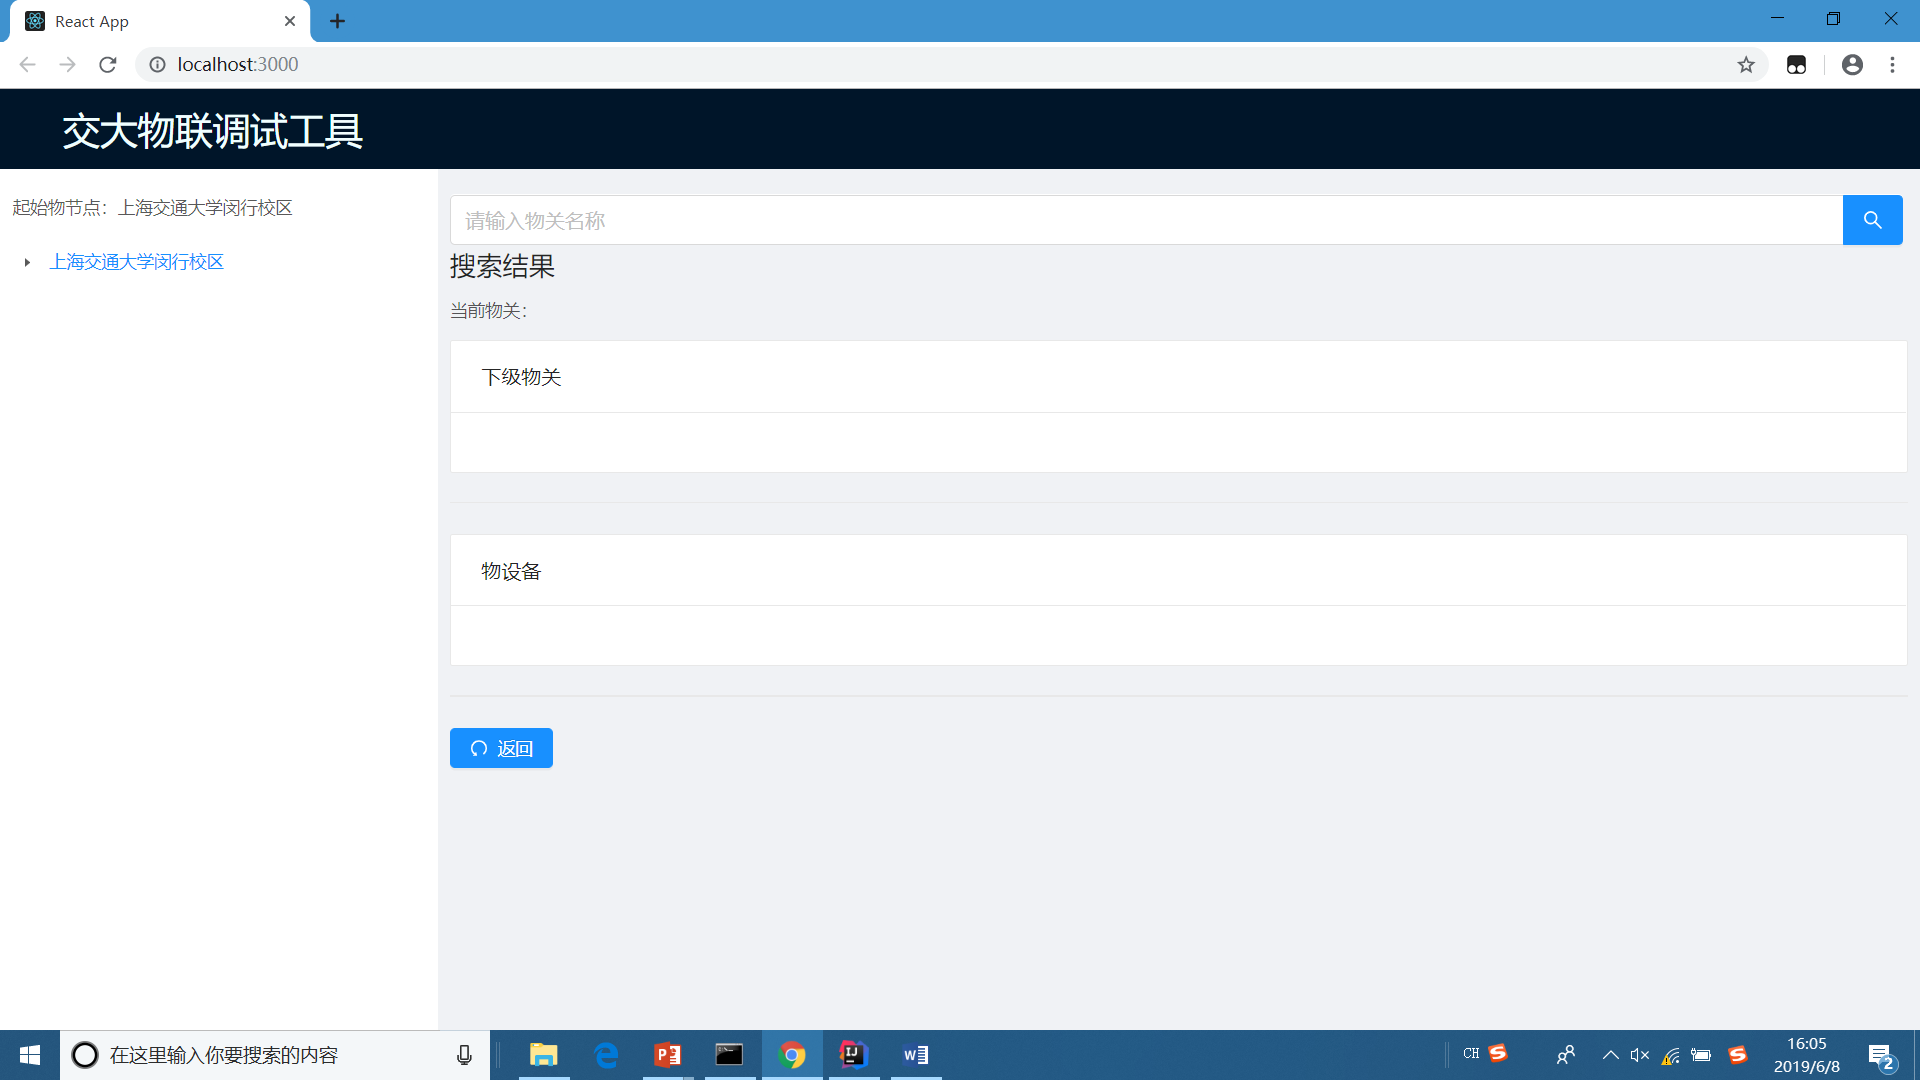 React App
localhost:3000
交大物联调试工具
起始物节点：上海交通大学闵行校区
上海交通大学闵行校区
请输入物关名称
搜索结果
当前物关：
下级物关
物设备
返回
在这里输入你要搜索的内容
CH
16:05
2019/6/8
2